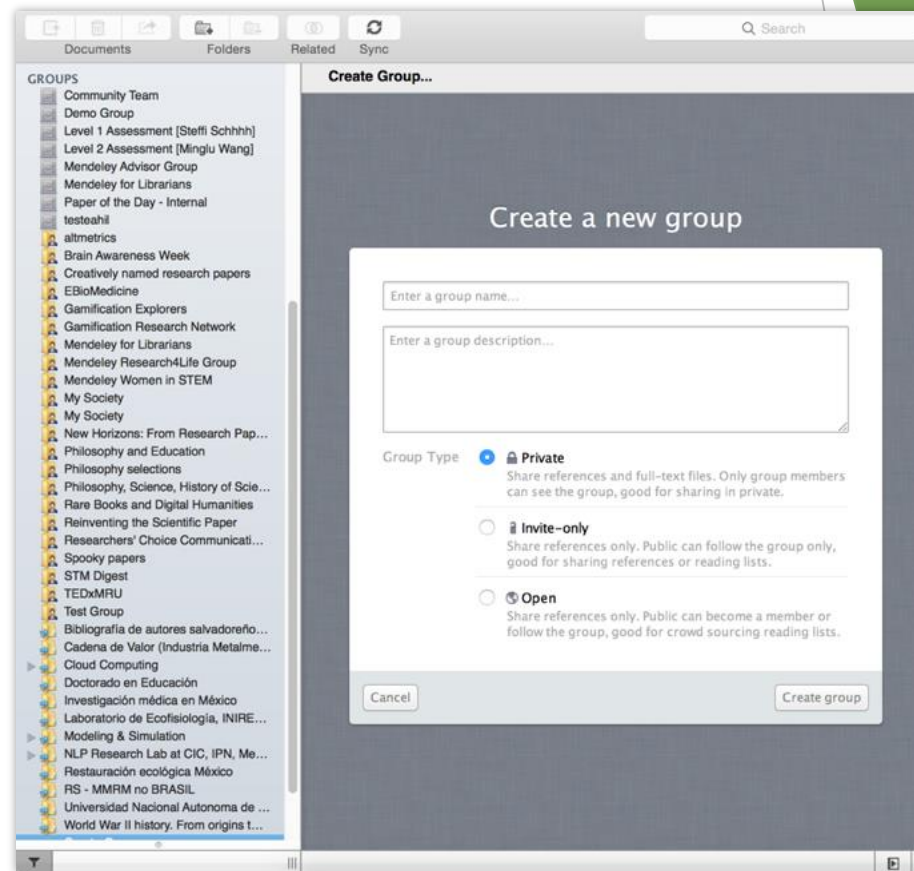 Search
Documents Folders Related Sync
GROUPS
Community Team
Demo Group
Level 1 Assessment [Steffi Schhhh]
Level 2 Assessment [Minglu Wang]
Mendeley Advisor Group
Mendeley for Librarians
Paper of the Day - Internal
testeahil
altmetrics
Brain Awareness Week
Creatively named research papers
EBioMedicine
Gamification Explorers
Gamification Research Network
Mendeley for Librarians
Mendeley Research4Life Group
Mendeley Women in STEM
My Society
My Society
New Horizons: From Research Pap...
Philosophy and Education
Philosophy selections
Philosophy, Science, History of Scie...
Rare Books and Digital Humanities
Reinventing the Scientific Paper
Researchers' Choice Communicati...
Spooky papers
STM Digest
TEDxMRU
Test Group
Bibliografía de autores salvadoreño...
Cadena de Valor (Industria Metalme...
Cloud Computing
Doctorado en Educación
Investigación médica en México
Laboratorio de Ecofisiología, INIRE...
Modeling & Simulation
NLP Research Lab at CIC, IPN, Me...
Restauración ecológica México
RS - MMRM no BRASIL
Universidad Nacional Autonoma de ...
World War II history. From origins t...
Create Group...
Create a new group
Enter a group name...
Enter a group description...
Group Type
Private
Share references and full-text files. Only group members
can see the group, good for sharing in private.
Invite-only
Share references only. Public can follow the group only,
good for sharing references or reading lists.
Open
Share references only. Public can become a member or
follow the group, good for crowd sourcing reading lists.
Cancel
Create group